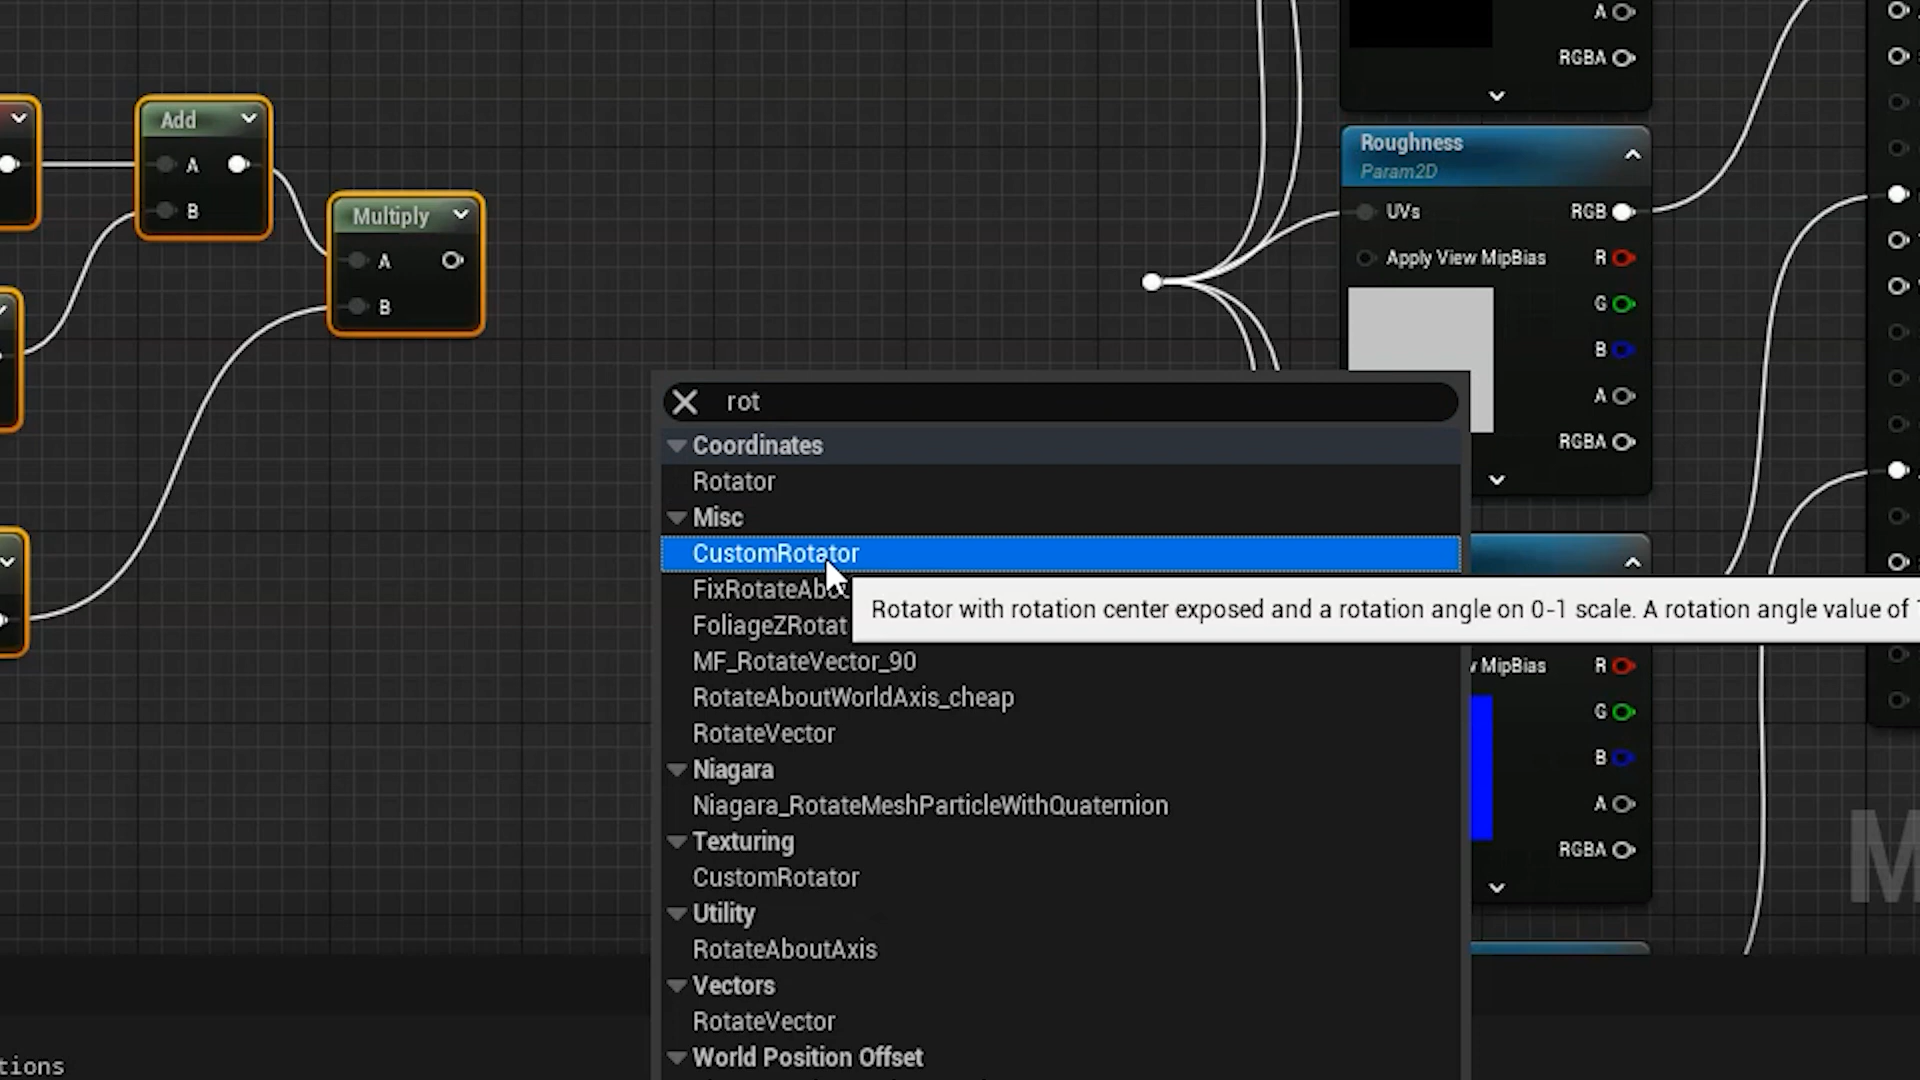 A
RGBA
Add
A
B
Multiply
A
B
Roughness
Param2D
UVs
RGB
Apply View MipBias
R
G
B
A
RGBA
rot
Coordinates
Rotator
Misc
CustomRotator
Rotator with rotation center exposed and a rotation angle on 0-1 scale. A rotation angle value of
FoliageZRotat
MF_RotateVector_90
MipBias
R
RotateAboutWorldAxis_cheap
G
RotateVector
B
Niagara
Niagara_RotateMeshParticleWithQuaternion
A
Texturing
RGBA
CustomRotator
M
Utility
RotateAboutAxis
Vectors
RotateVector
World Position Offset
tions